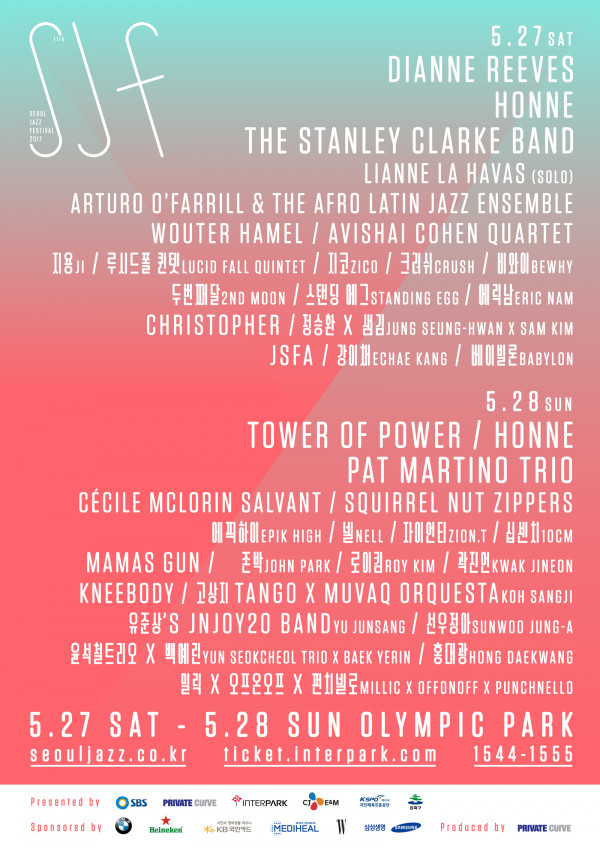 11th
SEOUL
JAZZ
FESTIVAL
2017
5.27 SAT
DIANNE REEVES
HONNE
THE STANLEY CLARKE BAND
LIANNE LA HAVAS (SOLO)
ARTURO O'FARRILL & THE AFRO LATIN JAZZ ENSEMBLE
WOUTER HAMEL / AVISHAI COHEN QUARTET
지용JI / 루시드폴 퀸텟LUCID FALL QUINTET / 지코ZICO / 크러쉬CRUSH / 비와이BEWHY
두번째달2ND MOON / 스탠딩 에그STANDING EGG / 에릭남ERIC NAM
CHRISTOPHER / 정승환 X 샘김JUNG SEUNG-HWAN X SAM KIM
JSFA / 강이채ECHAE KANG / 베이빌론BABYLON
5.28 SUN
TOWER OF POWER / HONNE
PAT MARTINO TRIO
CÉCILE MCLORIN SALVANT / SQUIRREL NUT ZIPPERS
에픽하이EPIK HIGH / 넬NELL / 자이언티ZION.T / 십센치10CM
MAMAS GUN / 존박JOHN PARK / 로이킴ROY KIM / 곽진언KWAK JINEON
KNEEBODY / 고상지 TANGO X MUVAQ ORQUESTAKOH SANGJI
유준상'S JNJOY20 BANDYU JUNSANG / 선우정아SUNWOO JUNG-A
윤석철트리오 X 백예린YUN SEOKCHEOL TRIO X BAEK YERIN / 홍대광HONG DAEKWANG
밀릭 X 오프온오프 X 펀치넬로MILLIC X OFFONOFF X PUNCHNELLO
5.27 SAT - 5.28 SUN OLYMPIC PARK
seouljazz.co.kr ticket.interpark.com 1544-1555
Presented by SBS PRIVATE CURVE INTERPARK CJ E&M KSPO 국민체육진흥공단
Sponsored by BMW Heineken KB국민카드 MEDIHEAL W 삼성생명 SAMSUNG Produced by PRIVATE CURVE